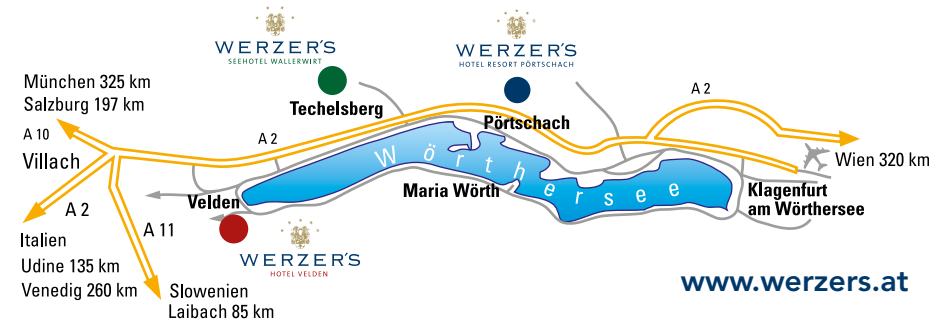 WERZER'S
SEEHOTEL WALLERWIRT
WERZER'S
HOTEL RESORT PÖRTSCHACH
München 325 km
Salzburg 197 km
A 10
Villach
A 2
Techelsberg
Pörtschach
A 2
Wien 320 km
Wörthersee
Maria Wörth
Klagenfurt
am Wörthersee
Velden
A 2
A 11
Italien
Udine 135 km
Venedig 260 km
Slowenien
Laibach 85 km
WERZER'S
HOTEL VELDEN
www.werzers.at